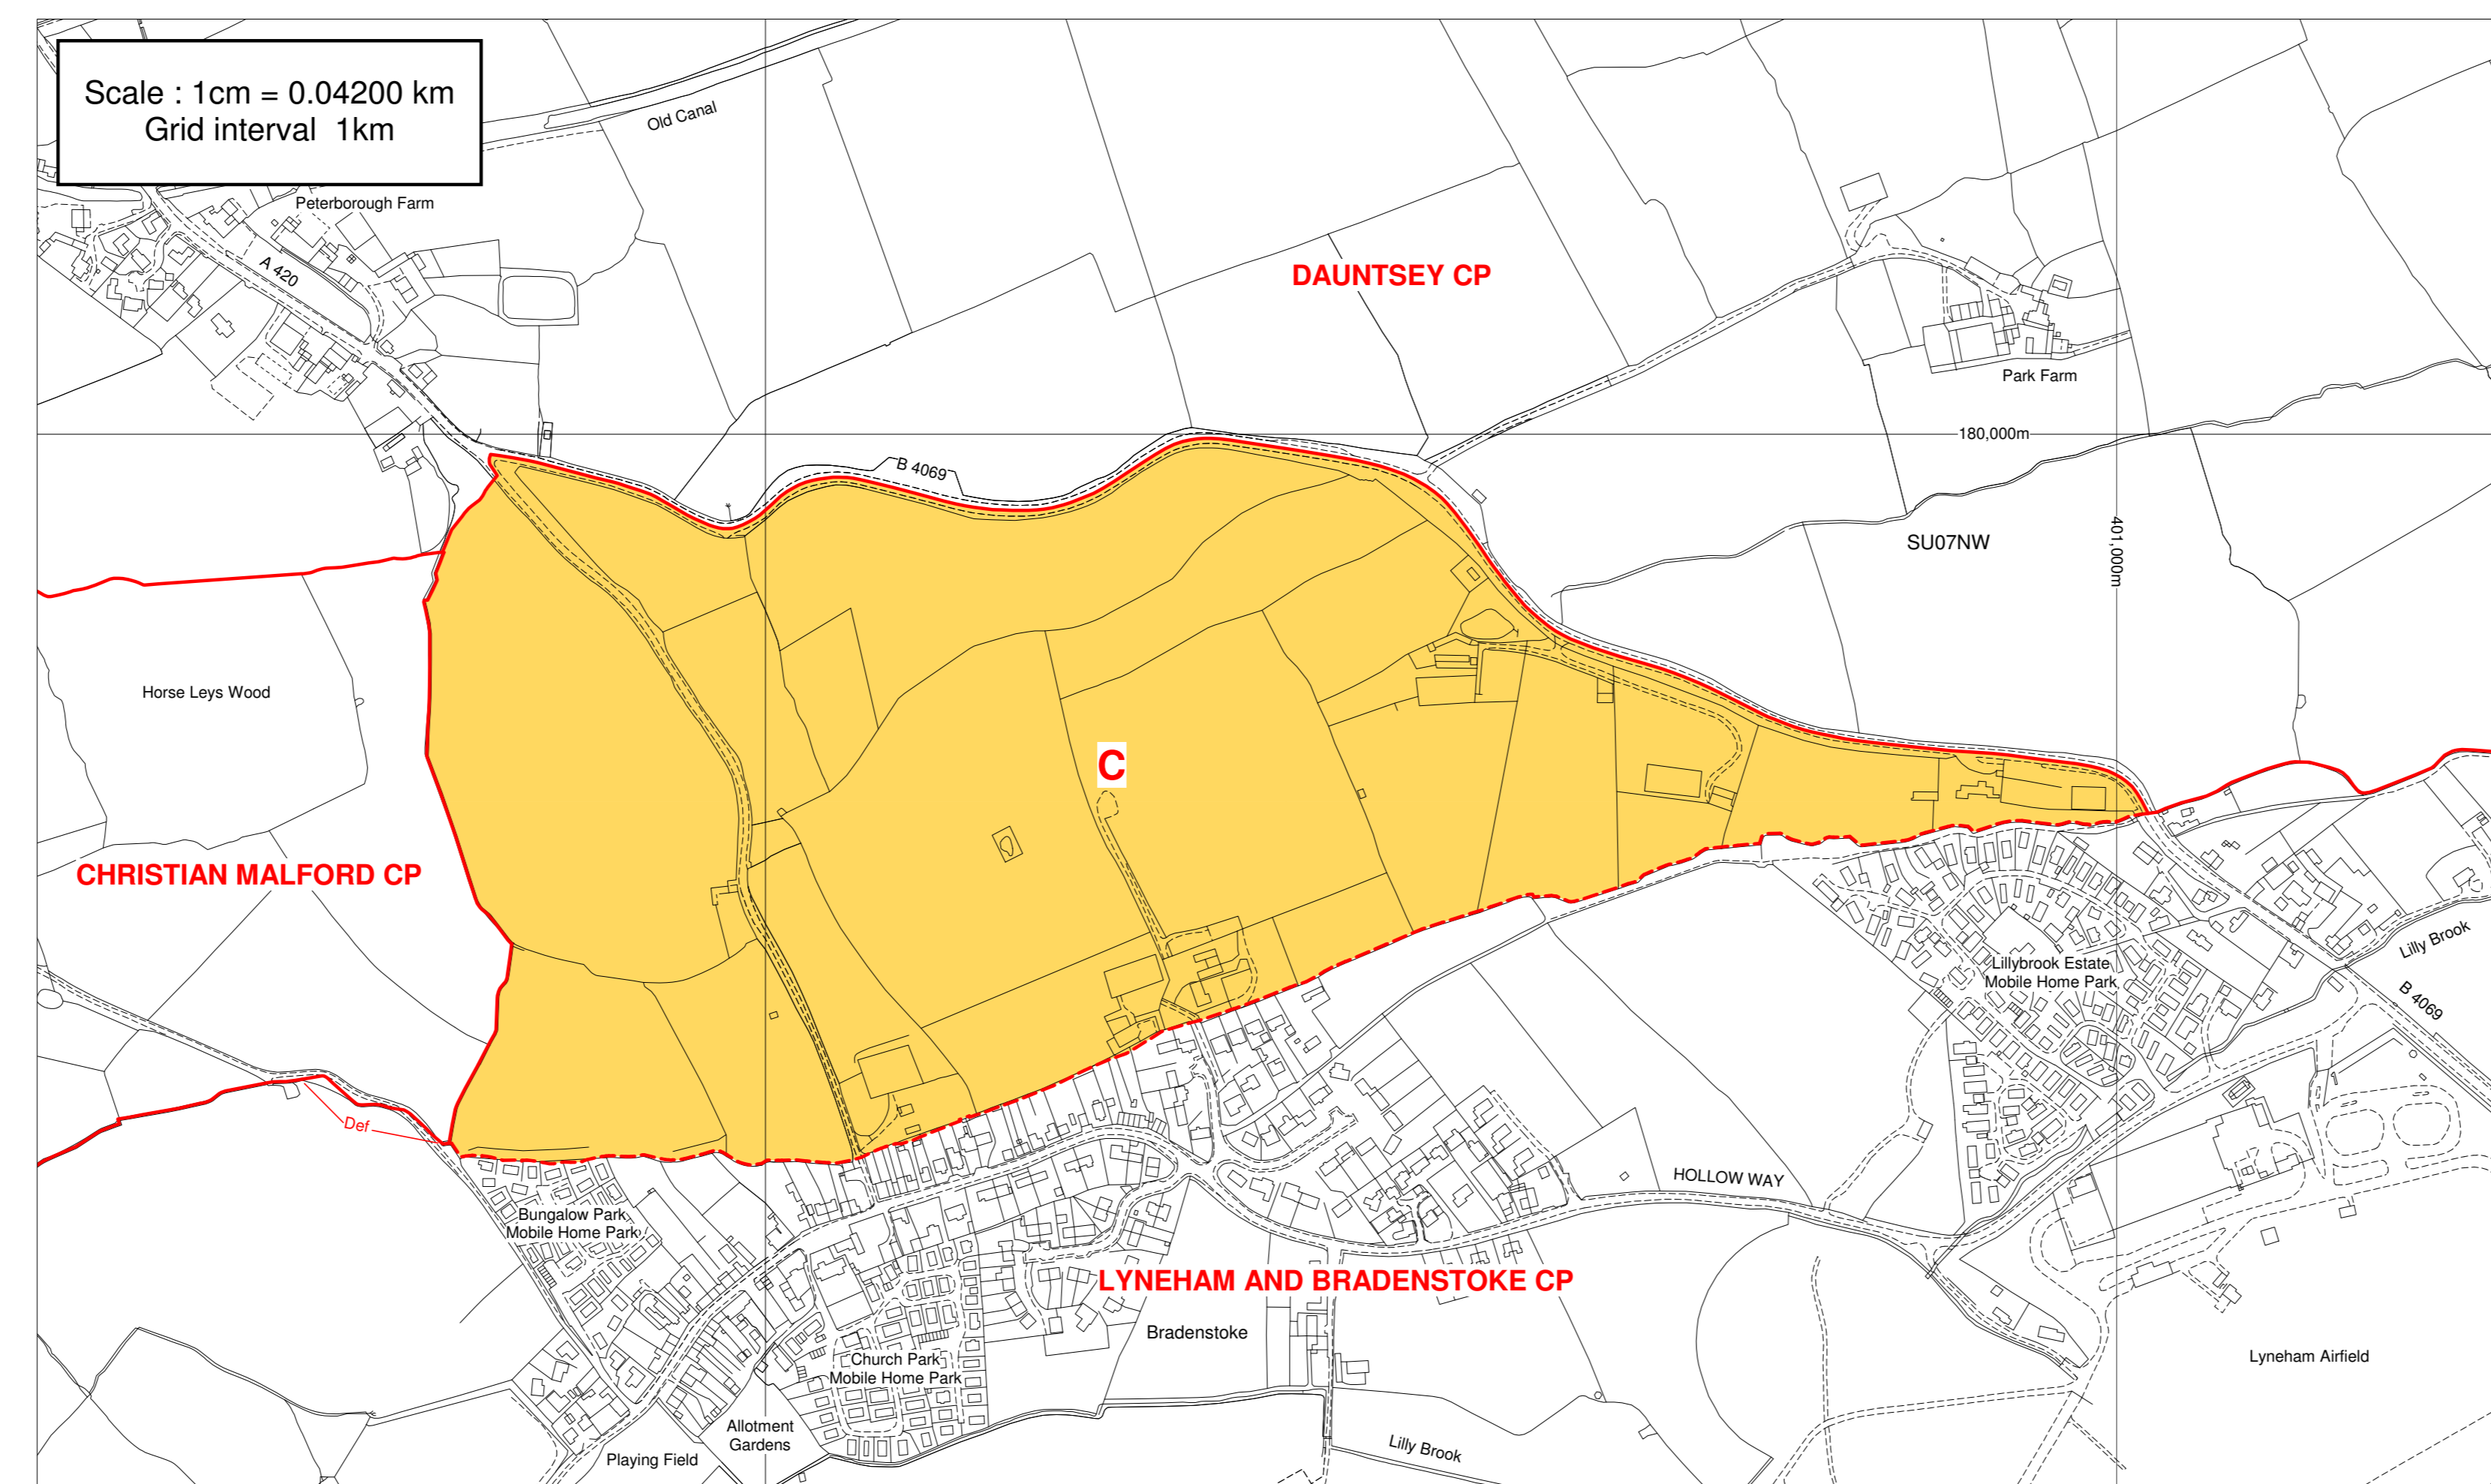 Scale : 1cm = 0.04200 km
Grid interval  1km
Old Canal
Peterborough Farm
A 420
DAUNTSEY CP
Park Farm
180,000m
B 4069
401,000m
SU07NW
Horse Leys Wood
C
CHRISTIAN MALFORD CP
Lilly Brook
Lillybrook Estate
Mobile Home Park
B 4069
Def
HOLLOW WAY
Bungalow Park
Mobile Home Park
LYNEHAM AND BRADENSTOKE CP
Bradenstoke
Lyneham Airfield
Church Park
Mobile Home Park
Allotment
Gardens
Lilly Brook
Playing Field